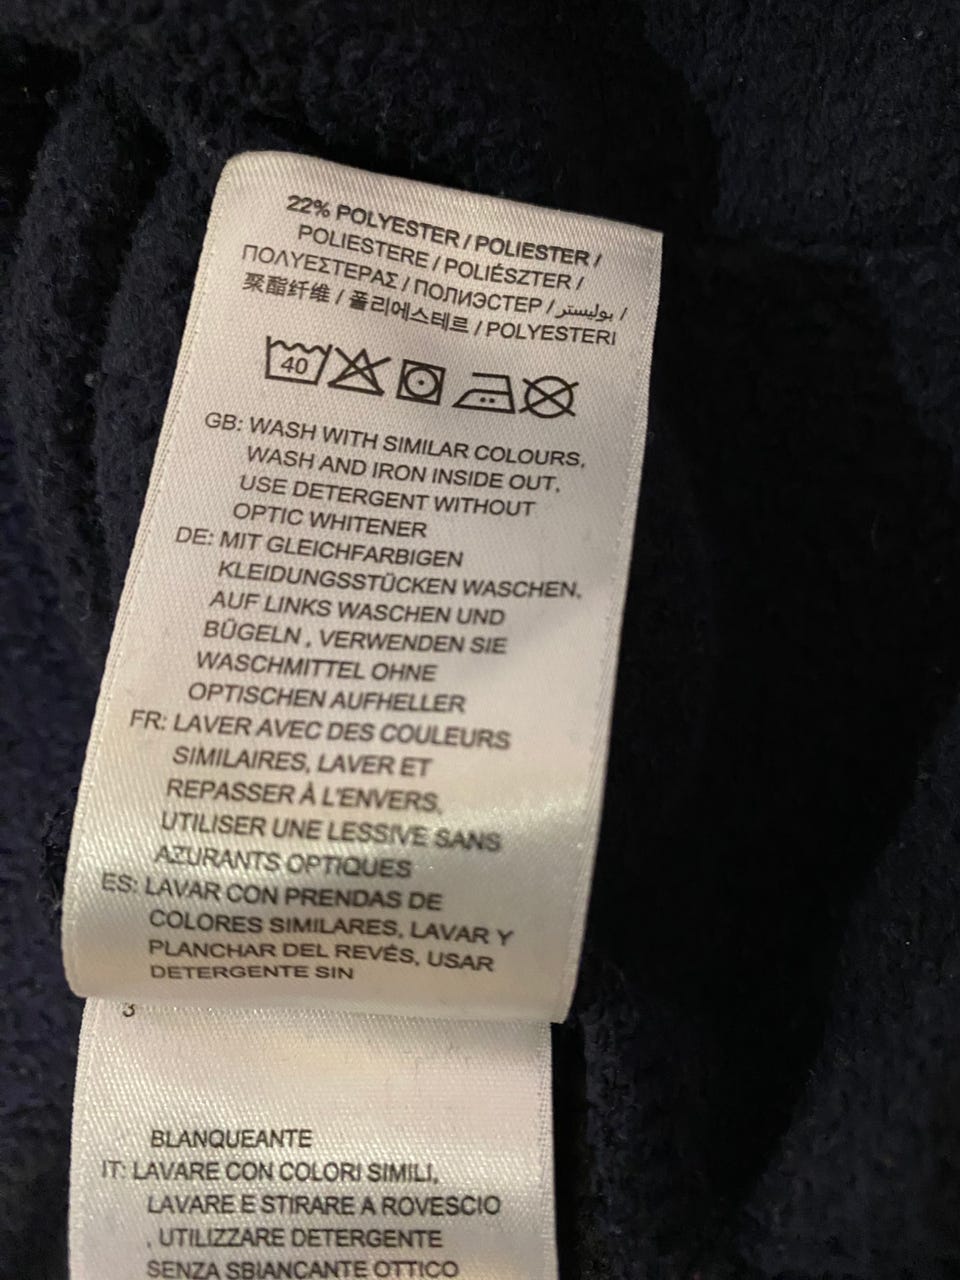 22% POLYESTER / POLIESTER /
POLIESTERE / POLIÉSZTER /
ΠΟΛΥΕΣΤΕΡΑΣ / ПОЛИЭСТЕР / بوليستر /
聚酯纤维 / 폴리에스테르 / POLYESTERI
40
GB: WASH WITH SIMILAR COLOURS,
WASH AND IRON INSIDE OUT,
USE DETERGENT WITHOUT
OPTIC WHITENER
DE: MIT GLEICHFARBIGEN
KLEIDUNGSSTÜCKEN WASCHEN,
AUF LINKS WASCHEN UND
BÜGELN , VERWENDEN SIE
WASCHMITTEL OHNE
OPTISCHEN AUFHELLER
FR: LAVER AVEC DES COULEURS
SIMILAIRES, LAVER ET
REPASSER À L'ENVERS,
UTILISER UNE LESSIVE SANS
AZURANTS OPTIQUES
ES: LAVAR CON PRENDAS DE
COLORES SIMILARES, LAVAR Y
PLANCHAR DEL REVÉS, USAR
DETERGENTE SIN
3
BLANQUEANTE
IT: LAVARE CON COLORI SIMILI,
LAVARE E STIRARE A ROVESCIO
, UTILIZZARE DETERGENTE
SENZA SBIANCANTE OTTICO